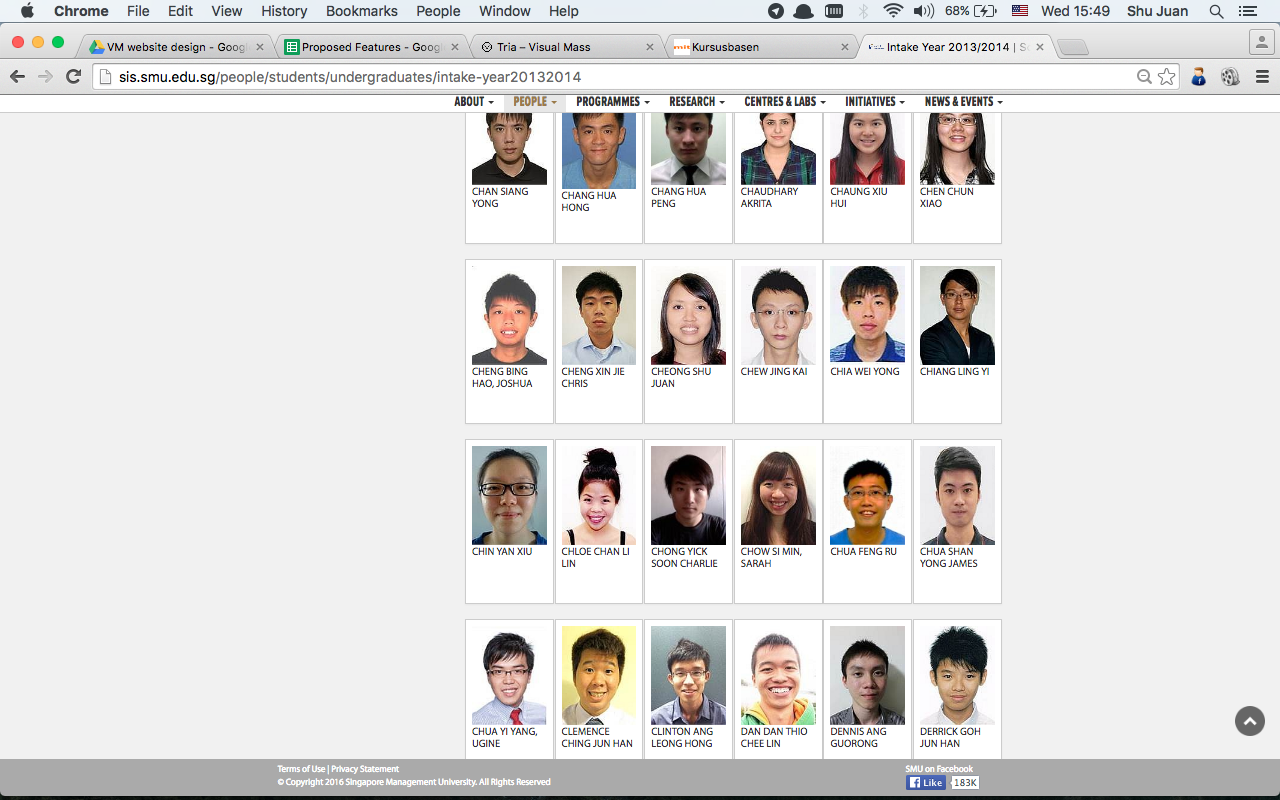 Chrome File Edit View History Bookmarks People Window Help 68% Wed 15:49 Shu Juan
VM website design - Goog Proposed Features - Goog Tria – Visual Mass mit Kursusbasen Intake Year 2013/2014 | S
sis.smu.edu.sg/people/students/undergraduates/intake-year20132014
ABOUT PEOPLE PROGRAMMES RESEARCH CENTRES & LABS INITIATIVES NEWS & EVENTS
CHAN SIANG
YONG
CHANG HUA
HONG
CHANG HUA
PENG
CHAUDHARY
AKRITA
CHAUNG XIU
HUI
CHEN CHUN
XIAO
CHENG BING
HAO, JOSHUA
CHENG XIN JIE
CHRIS
CHEONG SHU
JUAN
CHEW JING KAI
CHIA WEI YONG
CHIANG LING YI
CHIN YAN XIU
CHLOE CHAN LI
LIN
CHONG YICK
SOON CHARLIE
CHOW SI MIN,
SARAH
CHUA FENG RU
CHUA SHAN
YONG JAMES
CHUA YI YANG,
UGINE
CLEMENCE
CHING JUN HAN
CLINTON ANG
LEONG HONG
DAN DAN THIO
CHEE LIN
DENNIS ANG
GUORONG
DERRICK GOH
JUN HAN
Terms of Use | Privacy Statement
© Copyright 2016 Singapore Management University. All Rights Reserved
SMU on Facebook
Like 183K